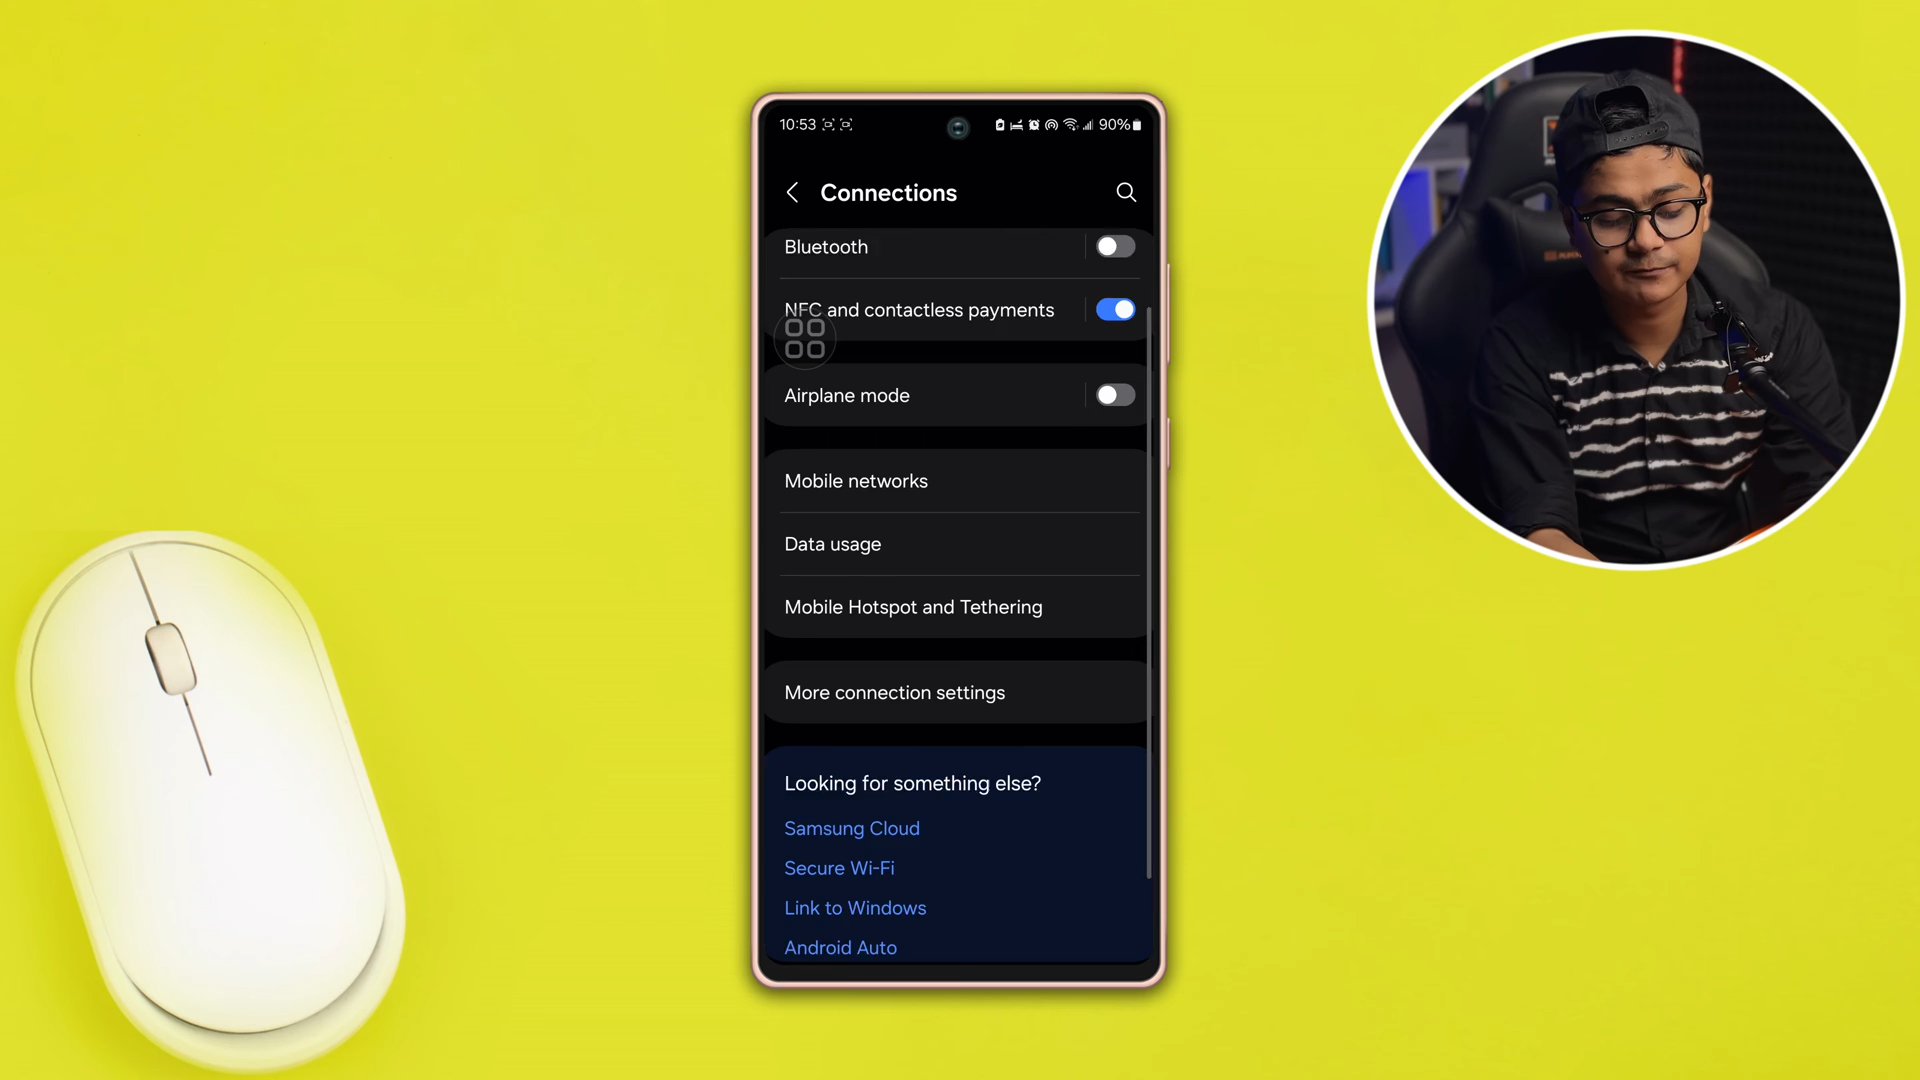 10:53
90%
Connections
Bluetooth
NFC and contactless payments
Airplane mode
Mobile networks
Data usage
Mobile Hotspot and Tethering
More connection settings
Looking for something else?
Samsung Cloud
Secure Wi-Fi
Link to Windows
Android Auto